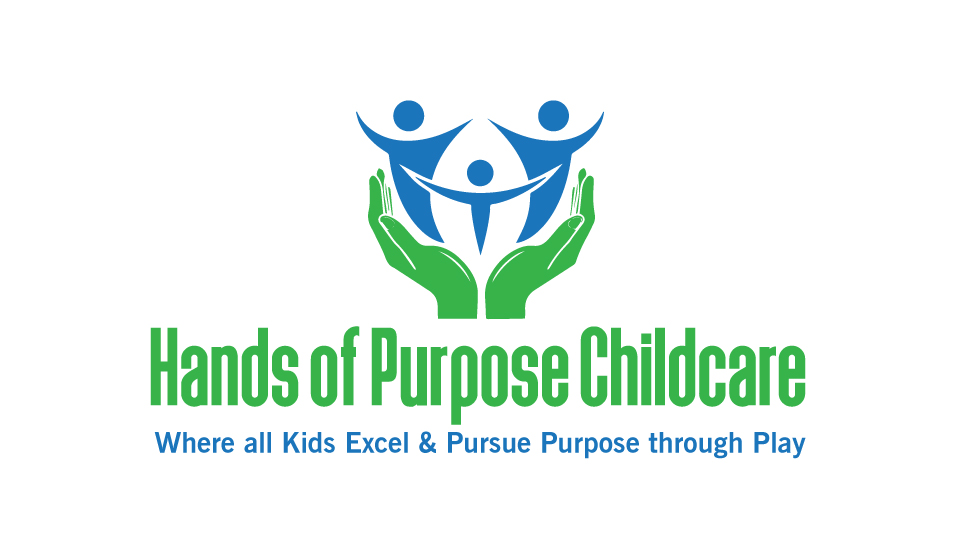 Hands of Purpose Childcare
Where all Kids Excel & Pursue Purpose through Play